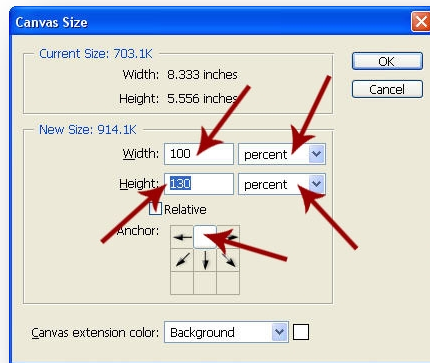 Canvas Size
Current Size: 703.1K
Width: 8.333 inches
Height: 5.556 inches
OK
Cancel
New Size: 914.1K
Width: 100 percent
Height: 130 percent
Relative
Anchor:
Canvas extension color: Background